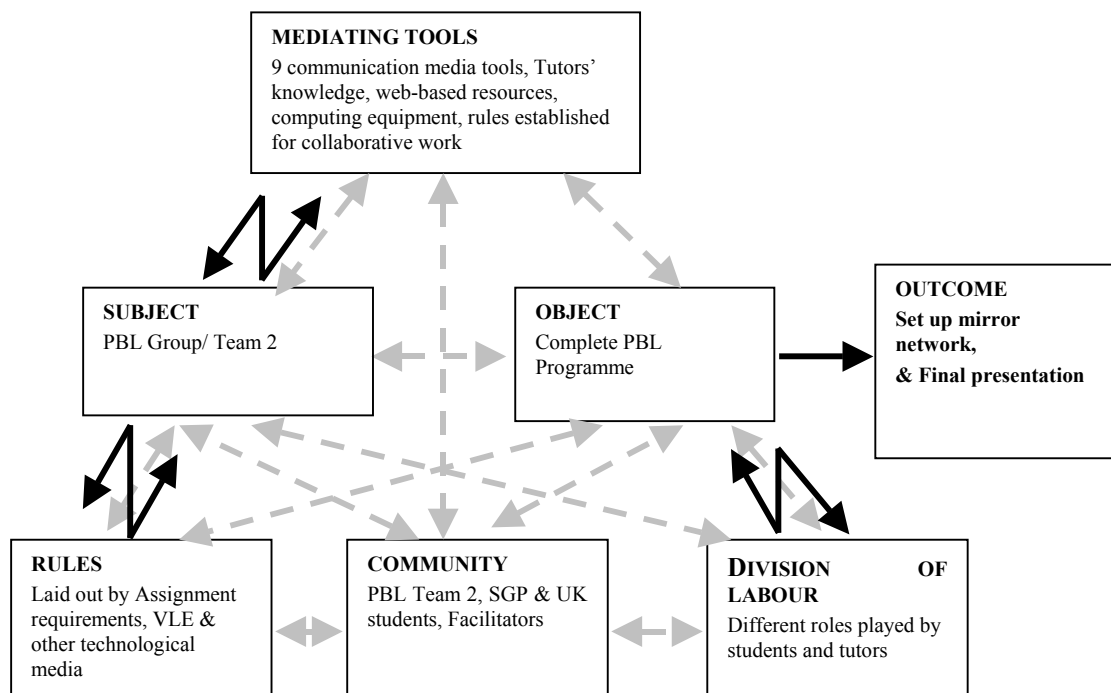 MEDIATING TOOLS
9 communication media tools, Tutors’
knowledge, web-based resources,
computing equipment, rules established
for collaborative work
SUBJECT
PBL Group/ Team 2
OBJECT
Complete PBL
Programme
OUTCOME
Set up mirror
network,
& Final presentation
RULES
Laid out by Assignment
requirements, VLE &
other technological
media
COMMUNITY
PBL Team 2, SGP & UK
students, Facilitators
DIVISION OF
LABOUR
Different roles played by
students and tutors